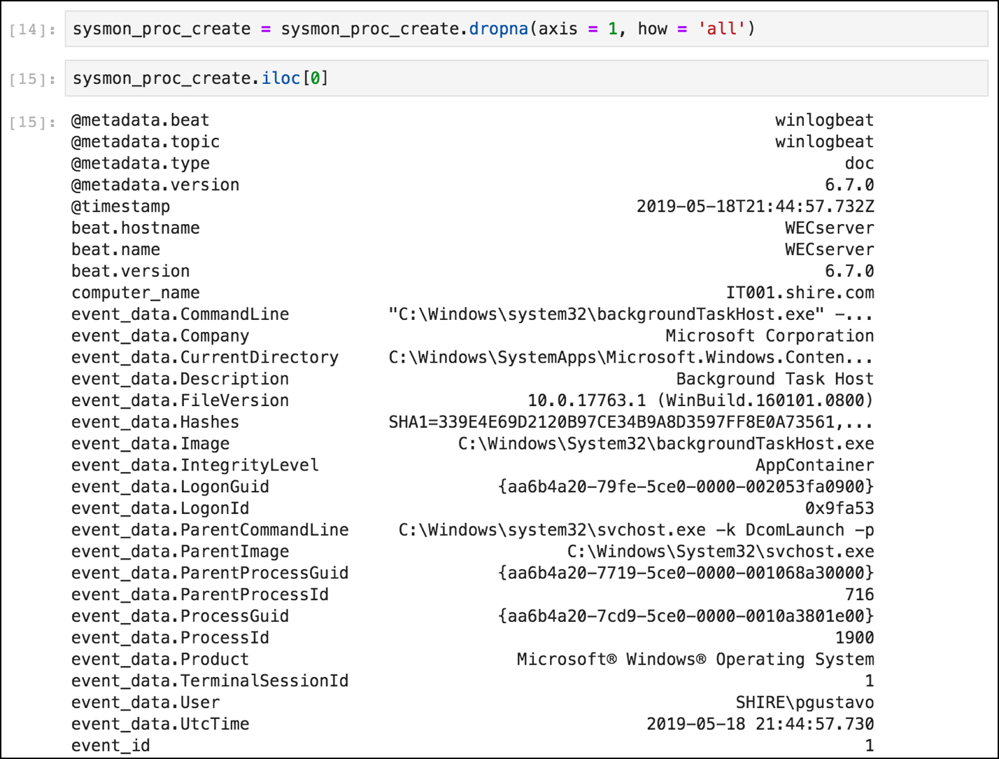 [14]: sysmon_proc_create = sysmon_proc_create.dropna(axis = 1, how = 'all')
[15]: sysmon_proc_create.iloc[0]
[15]: @metadata.beat winlogbeat
@metadata.topic winlogbeat
@metadata.type doc
@metadata.version 6.7.0
@timestamp 2019-05-18T21:44:57.732Z
beat.hostname WECserver
beat.name WECserver
beat.version 6.7.0
computer_name IT001.shire.com
event_data.CommandLine "C:\Windows\system32\backgroundTaskHost.exe" -...
event_data.Company Microsoft Corporation
event_data.CurrentDirectory C:\Windows\SystemApps\Microsoft.Windows.Conten...
event_data.Description Background Task Host
event_data.FileVersion 10.0.17763.1 (WinBuild.160101.0800)
event_data.Hashes SHA1=339E4E69D2120B97CE34B9A8D3597FF8E0A73561,...
event_data.Image C:\Windows\System32\backgroundTaskHost.exe
event_data.IntegrityLevel AppContainer
event_data.LogonGuid {aa6b4a20-79fe-5ce0-0000-002053fa0900}
event_data.LogonId 0x9fa53
event_data.ParentCommandLine C:\Windows\system32\svchost.exe -k DcomLaunch -p
event_data.ParentImage C:\Windows\System32\svchost.exe
event_data.ParentProcessGuid {aa6b4a20-7719-5ce0-0000-001068a30000}
event_data.ParentProcessId 716
event_data.ProcessGuid {aa6b4a20-7cd9-5ce0-0000-0010a3801e00}
event_data.ProcessId 1900
event_data.Product Microsoft® Windows® Operating System
event_data.TerminalSessionId 1
event_data.User SHIRE\pgustavo
event_data.UtcTime 2019-05-18 21:44:57.730
event_id 1